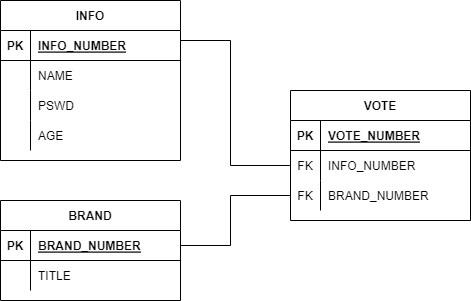 INFO
PK INFO_NUMBER
NAME
PSWD
AGE
VOTE
PK VOTE_NUMBER
FK INFO_NUMBER
FK BRAND_NUMBER
BRAND
PK BRAND_NUMBER
TITLE